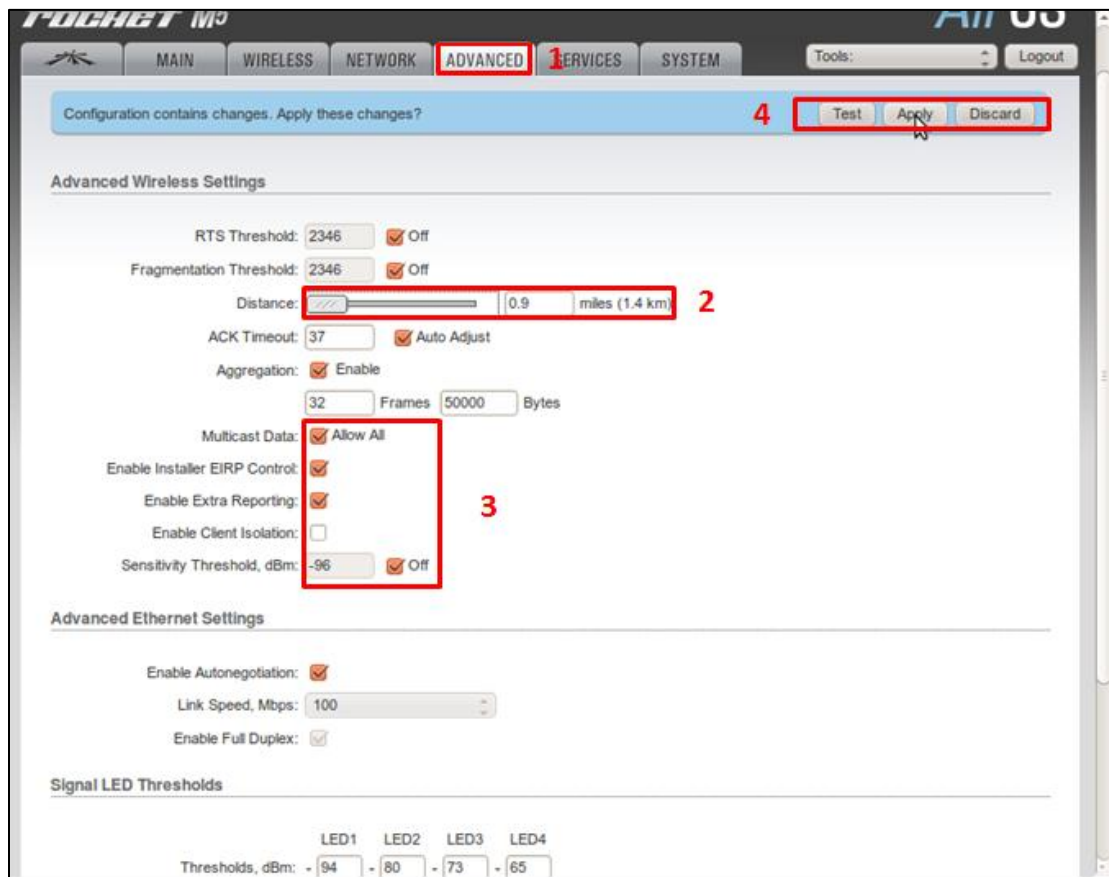 ROCKET M5 Air OS
MAIN WIRELESS NETWORK ADVANCED 1 SERVICES SYSTEM Tools: Logout
Configuration contains changes. Apply these changes? 4 Test Apply Discard
Advanced Wireless Settings
RTS Threshold: 2346 Off
Fragmentation Threshold: 2346 Off
Distance: 0.9 miles (1.4 km) 2
ACK Timeout: 37 Auto Adjust
Aggregation: Enable
32 Frames 50000 Bytes
Multicast Data: Allow All
Enable Installer EIRP Control:
Enable Extra Reporting:
3
Enable Client Isolation:
Sensitivity Threshold, dBm: -96 Off
Advanced Ethernet Settings
Enable Autonegotiation:
Link Speed, Mbps: 100
Enable Full Duplex:
Signal LED Thresholds
LED1 LED2 LED3 LED4
Thresholds, dBm: - 94 - 80 - 73 - 65